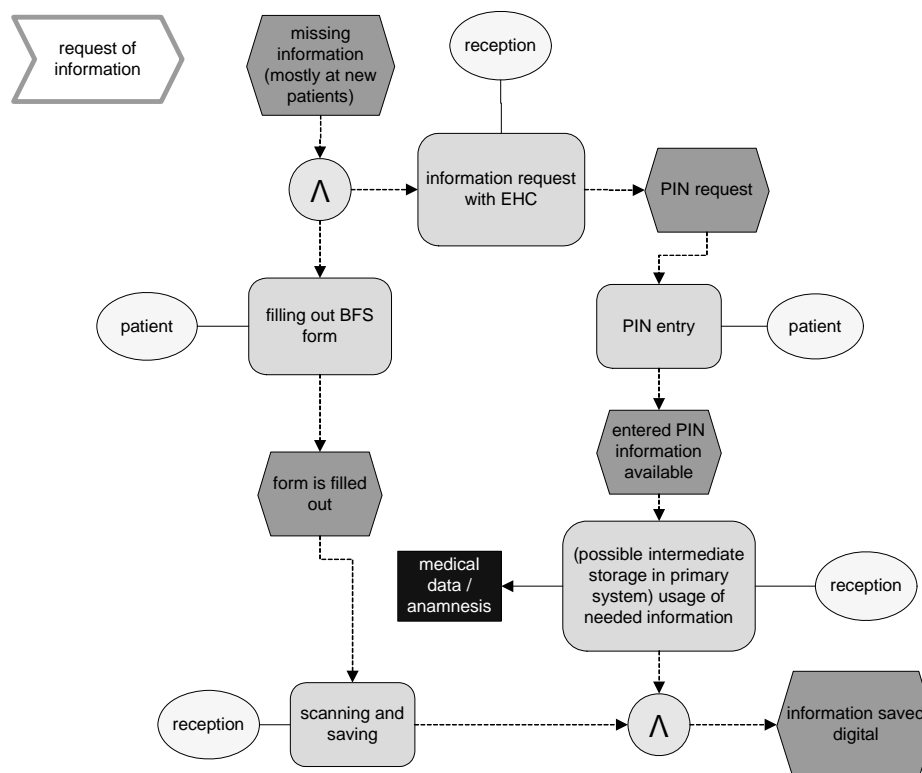 request of
information
missing
information
(mostly at new
patients)
reception
Λ
information request
with EHC
PIN request
patient
filling out BFS
form
PIN entry
patient
form is filled
out
entered PIN
information
available
medical
data /
anamnesis
(possible intermediate
storage in primary
system) usage of
needed information
reception
reception
scanning and
saving
Λ
information saved
digital